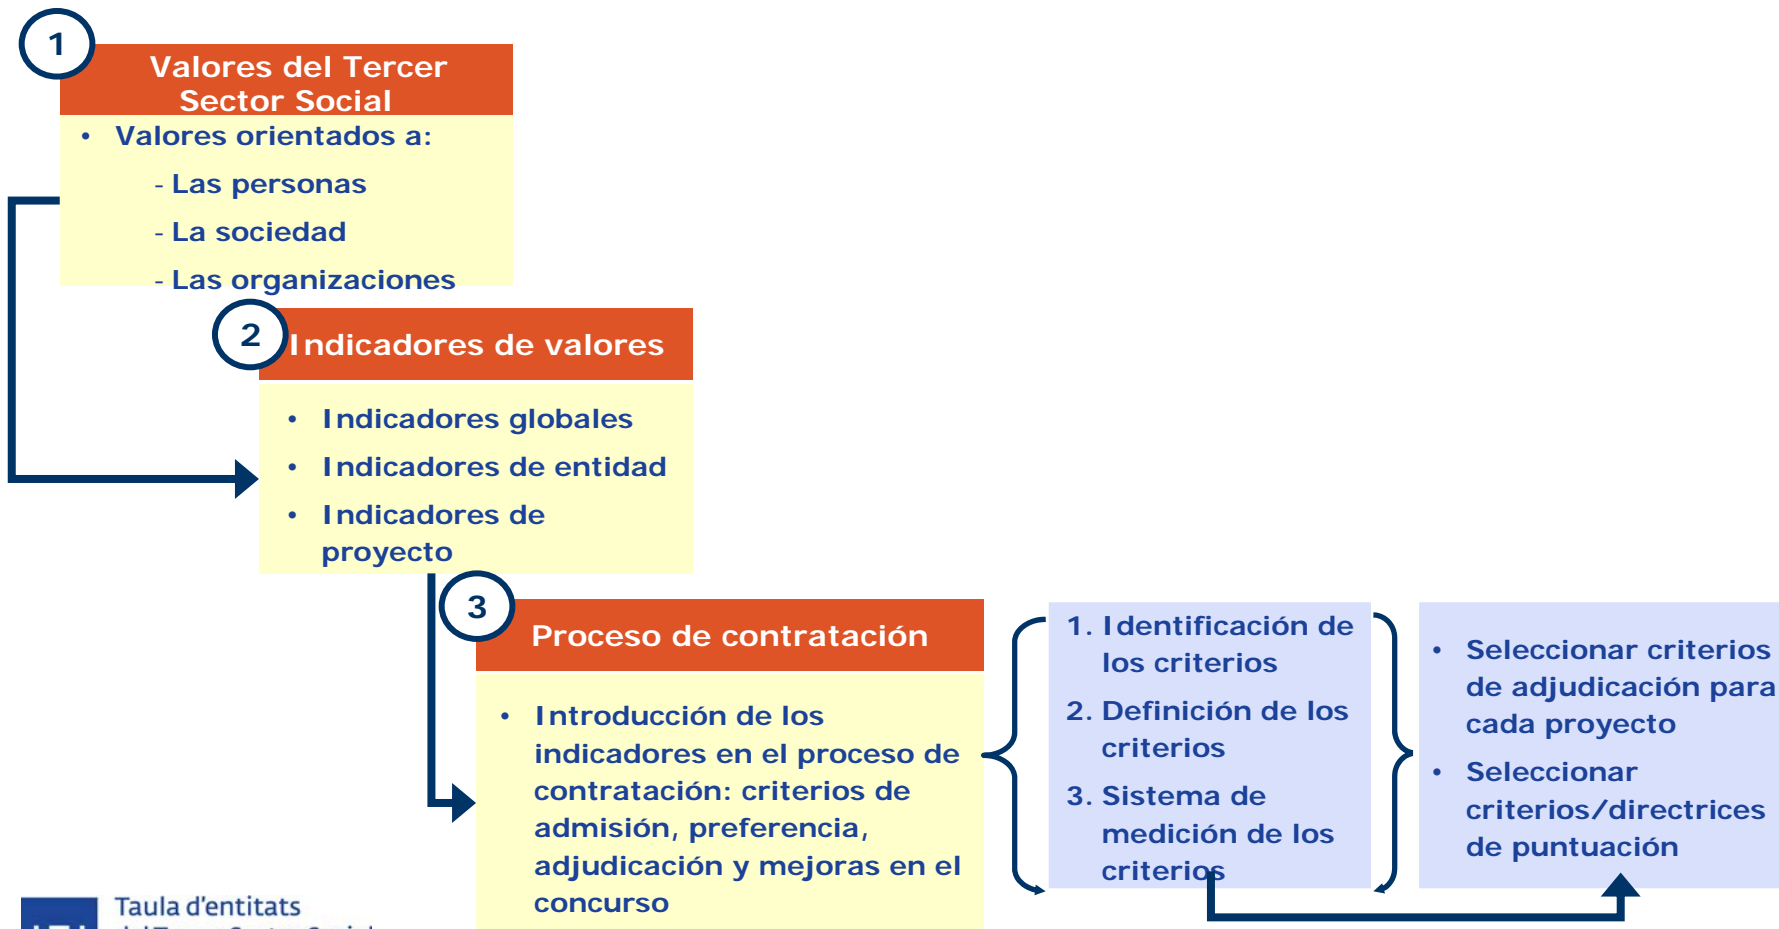 1
Valores del Tercer
Sector Social
• Valores orientados a:
- Las personas
- La sociedad
- Las organizaciones
2
Indicadores de valores
• Indicadores globales
• Indicadores de entidad
• Indicadores de
proyecto
3
Proceso de contratación
• Introducción de los
indicadores en el proceso de
contratación: criterios de
admisión, preferencia,
adjudicación y mejoras en el
concurso
1. Identificación de
los criterios
2. Definición de los
criterios
3. Sistema de
medición de los
criterios
• Seleccionar criterios
de adjudicación para
cada proyecto
• Seleccionar
criterios/directrices
de puntuación
Taula d'entitats
del Tercer Sector Social